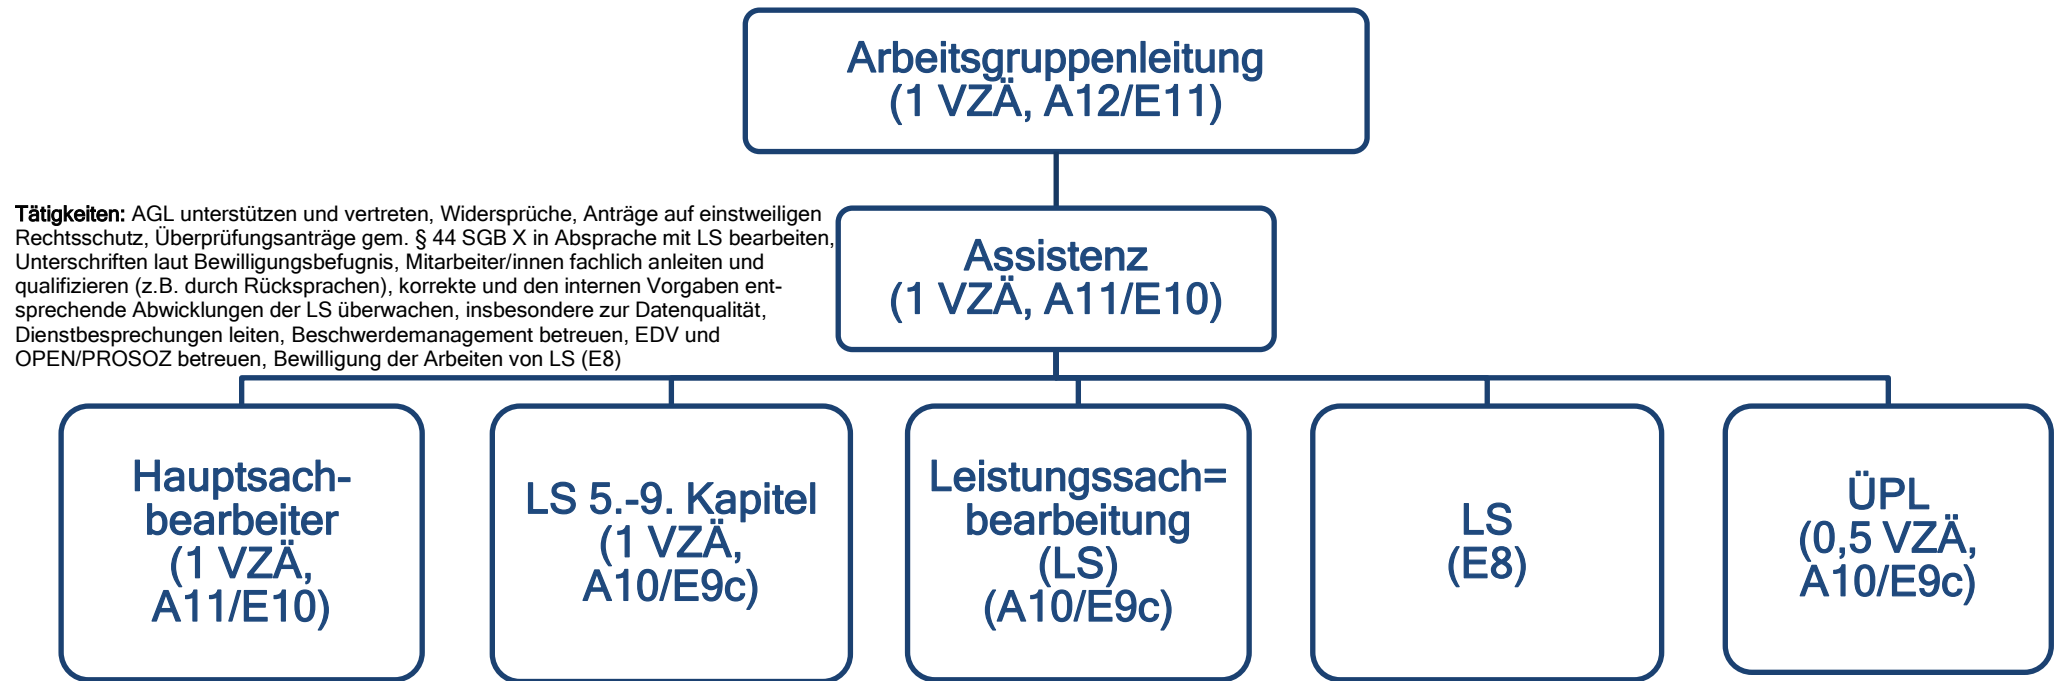 Arbeitsgruppenleitung
(1 VZÄ, A12/E11)
Tätigkeiten: AGL unterstützen und vertreten, Widersprüche, Anträge auf einstweiligen
Rechtsschutz, Überprüfungsanträge gem. § 44 SGB X in Absprache mit LS bearbeiten,
Unterschriften laut Bewilligungsbefugnis, Mitarbeiter/innen fachlich anleiten und
qualifizieren (z.B. durch Rücksprachen), korrekte und den internen Vorgaben ent-
sprechende Abwicklungen der LS überwachen, insbesondere zur Datenqualität,
Dienstbesprechungen leiten, Beschwerdemanagement betreuen, EDV und
OPEN/PROSOZ betreuen, Bewilligung der Arbeiten von LS (E8)
Assistenz
(1 VZÄ, A11/E10)
Hauptsach-
bearbeiter
(1 VZÄ,
A11/E10)
LS 5.-9. Kapitel
(1 VZÄ,
A10/E9c)
Leistungssach=
bearbeitung
(LS)
(A10/E9c)
LS
(E8)
ÜPL
(0,5 VZÄ,
A10/E9c)